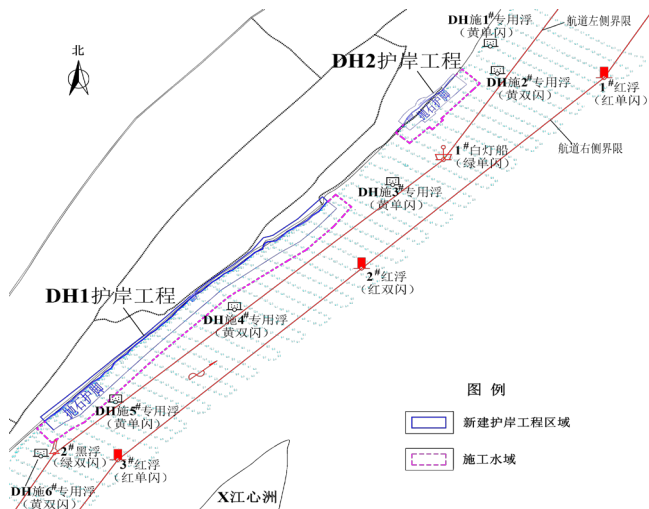 DH施1#专用浮
(黄单闪)
航道左侧界限
北
DH2护岸工程
DH施2#专用浮
(黄双闪)
1#红浮
(红单闪)
抛石护脚
1#白灯船
(绿单闪)
航道右侧界限
DH施3#专用浮
(黄单闪)
2#红浮
(红双闪)
DH1护岸工程
DH施4#专用浮
(黄双闪)
抛石护脚
图 例
DH施5#专用浮
(黄单闪)
新建护岸工程区域
2#黑浮
(绿双闪)
3#红浮
(红单闪)
施工水域
DH施6#专用浮
(黄双闪)
X江心洲